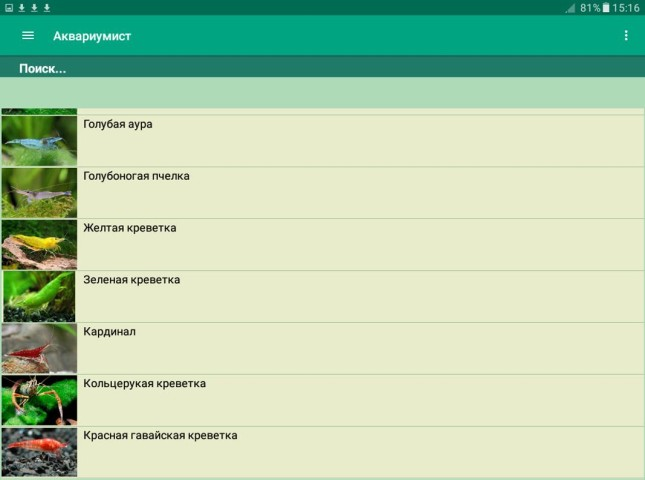 81% 15:16
Аквариумист
Поиск...
Голубая аура
Голубоногая пчелка
Желтая креветка
Зеленая креветка
Кардинал
Кольцерукая креветка
Красная гавайская креветка